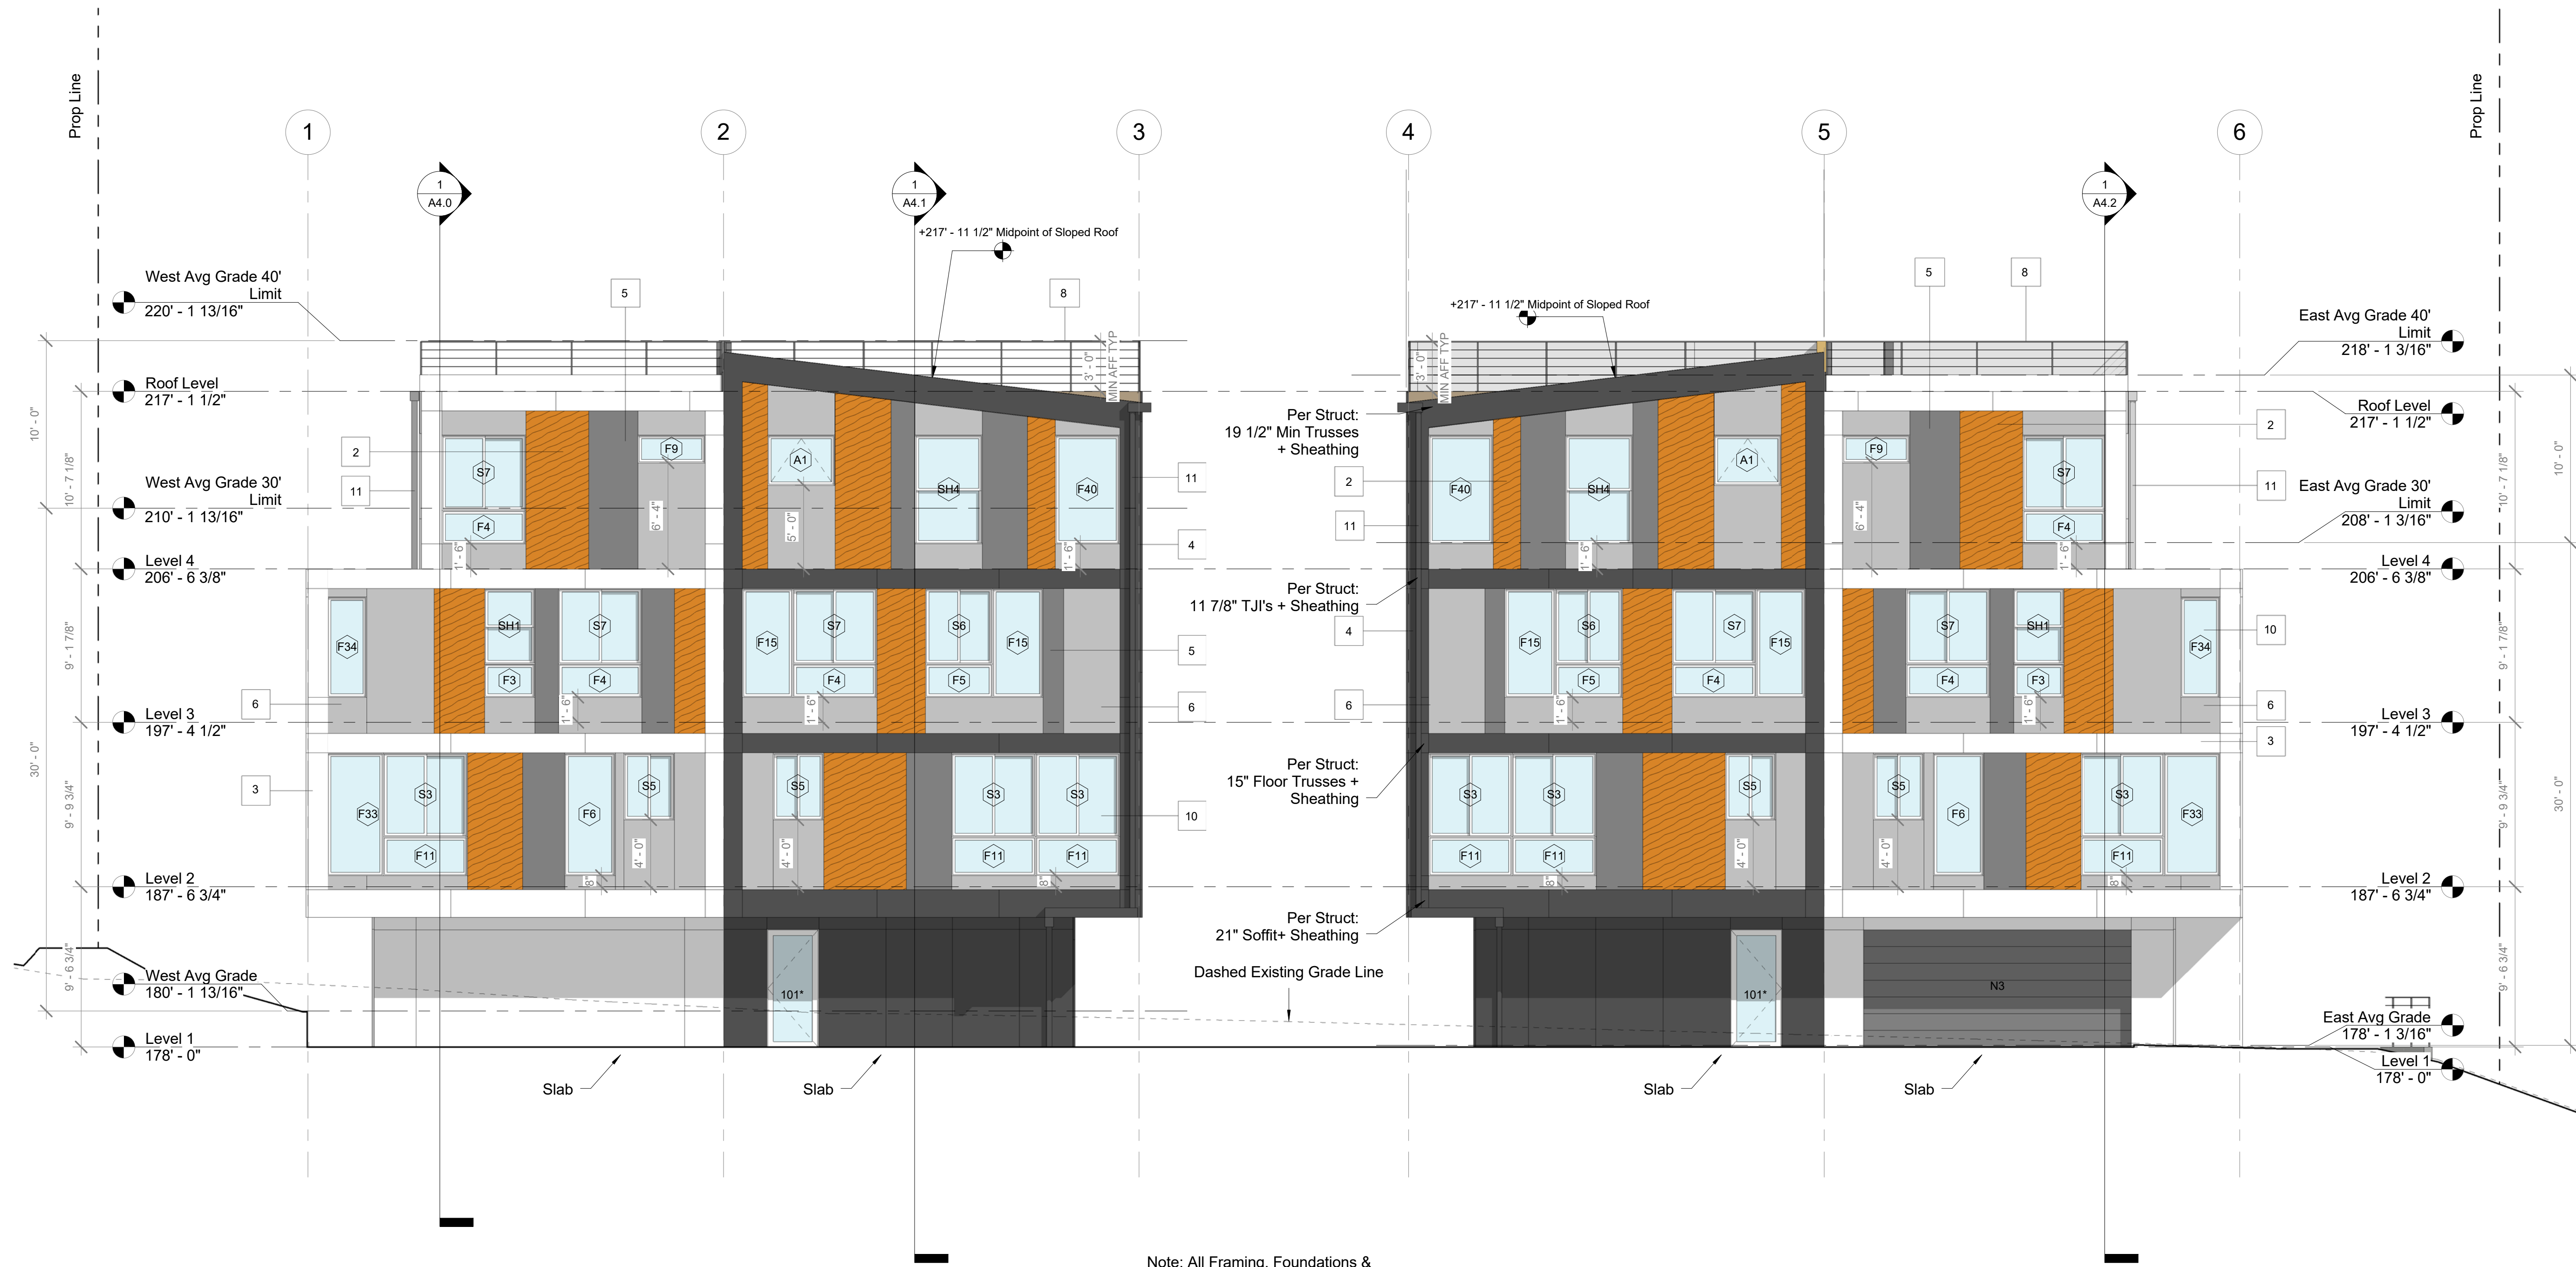 Prop Line
Prop Line
1
2
3
4
5
6
1
A4.0
1
A4.1
1
A4.2
+217' - 11 1/2" Midpoint of Sloped Roof
+217' - 11 1/2" Midpoint of Sloped Roof
West Avg Grade 40'
Limit
220' - 1 13/16"
Roof Level
217' - 1 1/2"
West Avg Grade 30'
Limit
210' - 1 13/16"
Level 4
206' - 6 3/8"
Level 3
197' - 4 1/2"
Level 2
187' - 6 3/4"
West Avg Grade
180' - 1 13/16"
Level 1
178' - 0"
10' - 0"
30' - 0"
10' - 7 1/8"
9' - 1 7/8"
9' - 9 3/4"
9' - 6 3/4"
5
8
2
11
6
3
S7
F4
F9
A1
SH4
F40
1' - 6"
6' - 4"
5' - 0"
1' - 6"
3' - 0"
MIN AFF TYP
11
4
5
6
10
F34
SH1
F3
S7
F4
F15
S7
F4
S6
F5
F15
1' - 6"
1' - 6"
1' - 6"
F33
S3
F11
F6
S5
S5
S3
F11
S3
F11
8"
4' - 0"
4' - 0"
8"
101*
Slab
Slab
Per Struct:
19 1/2" Min Trusses
+ Sheathing
Per Struct:
11 7/8" TJI's + Sheathing
Per Struct:
15" Floor Trusses +
Sheathing
Per Struct:
21" Soffit+ Sheathing
Dashed Existing Grade Line
2
11
4
6
3' - 0"
MIN AFF TYP
5
8
F40
SH4
A1
F9
S7
F4
1' - 6"
6' - 4"
1' - 6"
F15
S6
F5
S7
F4
F15
S7
F4
SH1
F3
F34
1' - 6"
1' - 6"
S3
F11
S3
F11
S5
S5
F6
S3
F11
F33
8"
4' - 0"
4' - 0"
8"
101*
N3
Slab
Slab
2
11
10
6
3
East Avg Grade 40'
Limit
218' - 1 3/16"
Roof Level
217' - 1 1/2"
East Avg Grade 30'
Limit
208' - 1 3/16"
Level 4
206' - 6 3/8"
Level 3
197' - 4 1/2"
Level 2
187' - 6 3/4"
East Avg Grade
178' - 1 3/16"
Level 1
178' - 0"
10' - 7 1/8"
9' - 1 7/8"
9' - 9 3/4"
9' - 6 3/4"
10' - 0"
30' - 0"
Note: All Framing, Foundations &